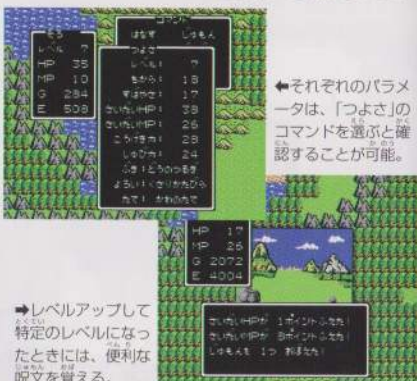 コマンド
はなす じゅもん
そろ
レベル 7
HP 35
MP 10
G 284
E 508
つよさ
レベル: 7
ちから: 18
すばやさ: 17
さいだいHP: 38
さいだいMP: 26
こうげき力: 28
しゅび力: 24
ぶき:どうのつるぎ
よろい:くさりかたびら
たて: かわのたて
⬅それぞれのパラメ
ータは、「つよさ」の
コマンドを選ぶと確
認することが可能。
HP 17
MP 26
G 2072
E 4004
さいだいHPが 1ポイントふえた!
さいだいMPが 8ポイントふえた!
じゅもんを 1つ おぼえた!
➡レベルアップして
特定のレベルになっ
たときには、便利な
呪文を覚える。